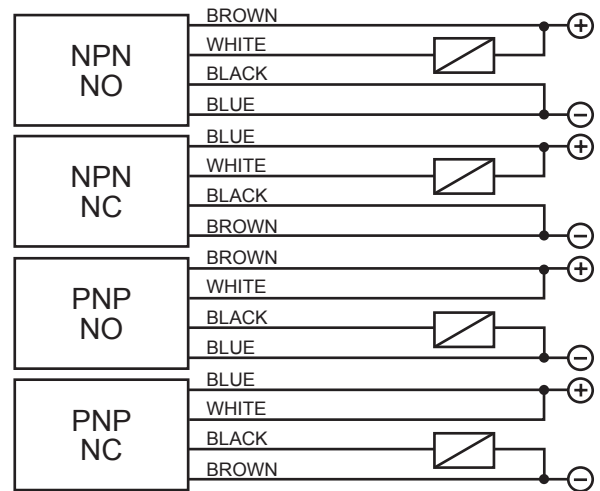 NPN
NO
BROWN
WHITE
BLACK
BLUE
+
−
NPN
NC
BLUE
WHITE
BLACK
BROWN
+
−
PNP
NO
BROWN
WHITE
BLACK
BLUE
+
−
PNP
NC
BLUE
WHITE
BLACK
BROWN
+
−